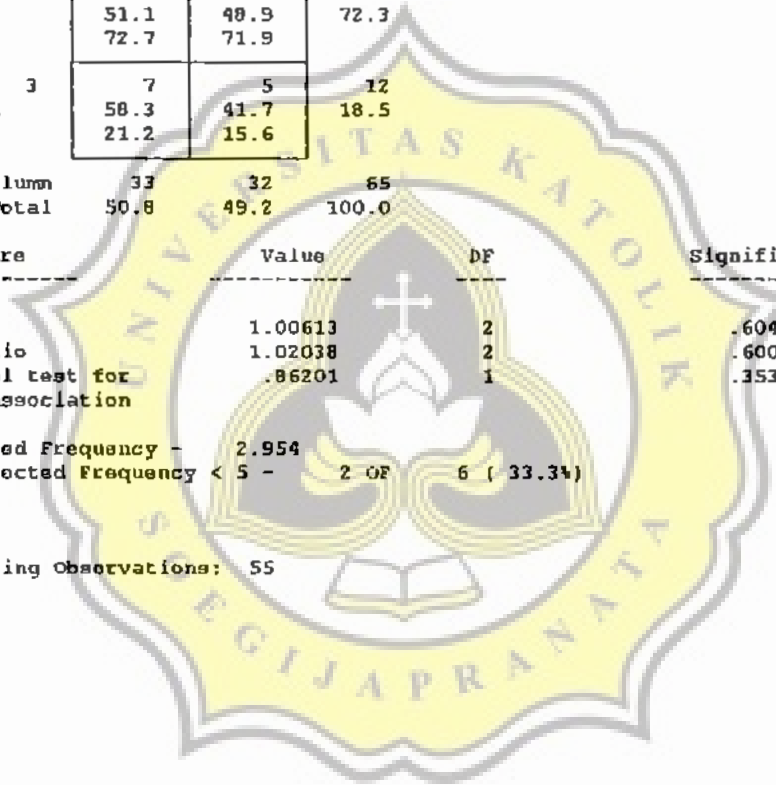 51.1 48.9 72.3
72.7 71.9
3 7 5 12
58.3 41.7 18.5
21.2 15.6
lumn 33 32 65
otal 50.8 49.2 100.0
re Value DF Signifi
-------- ---------- ---- --------
1.00613 2 .604
io 1.02038 2 .600
l test for .86201 1 .353
ssociation
ed Frequency - 2.954
ected Frequency < 5 - 2 OF 6 ( 33.3%)
ing Observations: 55
UNIVERSITAS KATOLIK
SOEGIJAPRANATA